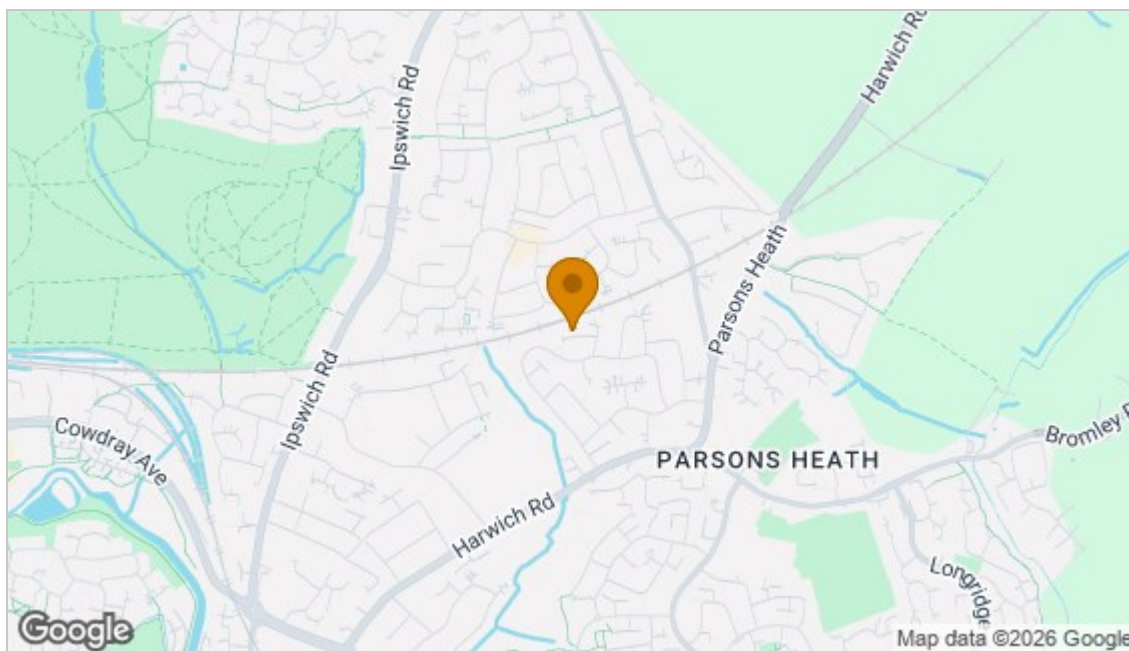 Ipswich Rd
Harwich Rd
Parsons Heath
Ipswich Rd
Cowdray Ave
PARSONS HEATH
Bromley
Harwich Rd
Longridge
Google
Map data ©2026 Google